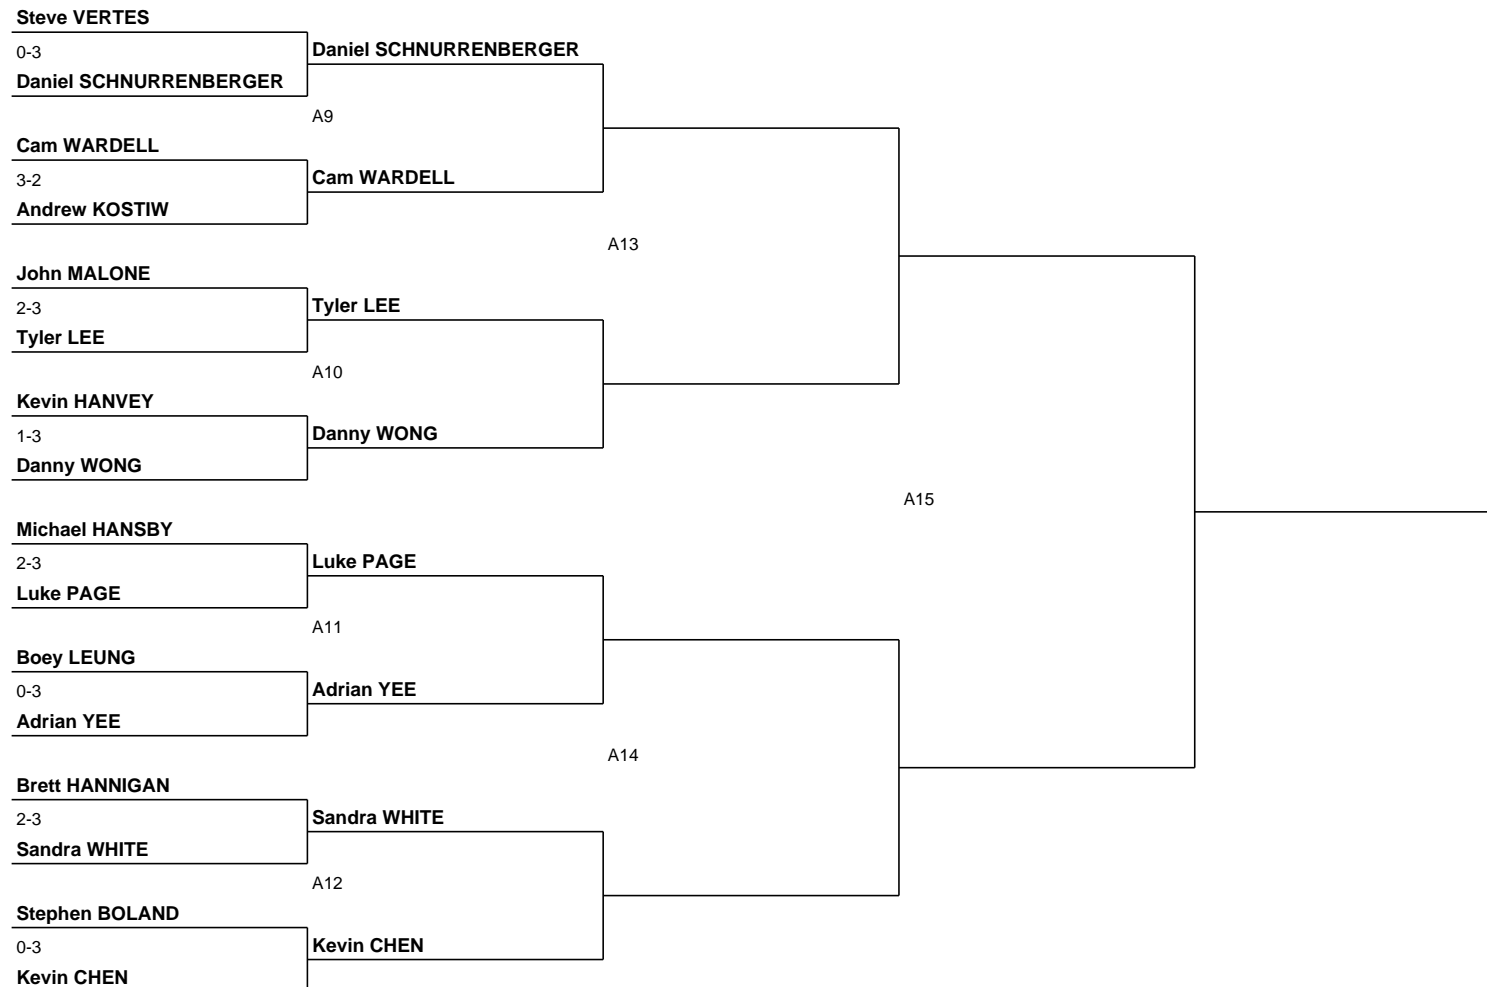 Steve VERTES
0-3
Daniel SCHNURRENBERGER
Daniel SCHNURRENBERGER
A9
Cam WARDELL
3-2
Cam WARDELL
Andrew KOSTIW
A13
John MALONE
2-3
Tyler LEE
Tyler LEE
A10
Kevin HANVEY
1-3
Danny WONG
Danny WONG
A15
Michael HANSBY
2-3
Luke PAGE
Luke PAGE
A11
Boey LEUNG
0-3
Adrian YEE
Adrian YEE
A14
Brett HANNIGAN
2-3
Sandra WHITE
Sandra WHITE
A12
Stephen BOLAND
0-3
Kevin CHEN
Kevin CHEN